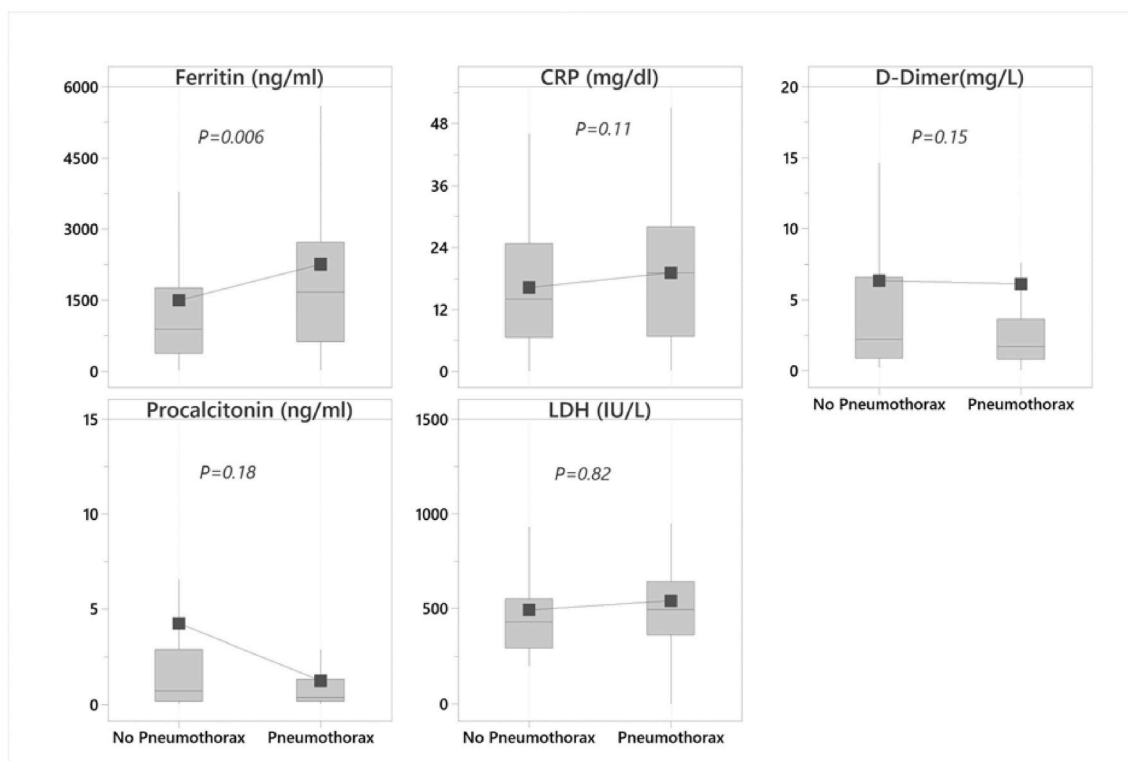 Ferritin (ng/ml)
6000
4500
3000
1500
0
P=0.006
CRP (mg/dl)
48
36
24
12
0
P=0.11
D-Dimer(mg/L)
20
15
10
5
0
P=0.15
No Pneumothorax Pneumothorax
Procalcitonin (ng/ml)
15
10
5
0
P=0.18
No Pneumothorax Pneumothorax
LDH (IU/L)
1500
1000
500
0
P=0.82
No Pneumothorax Pneumothorax